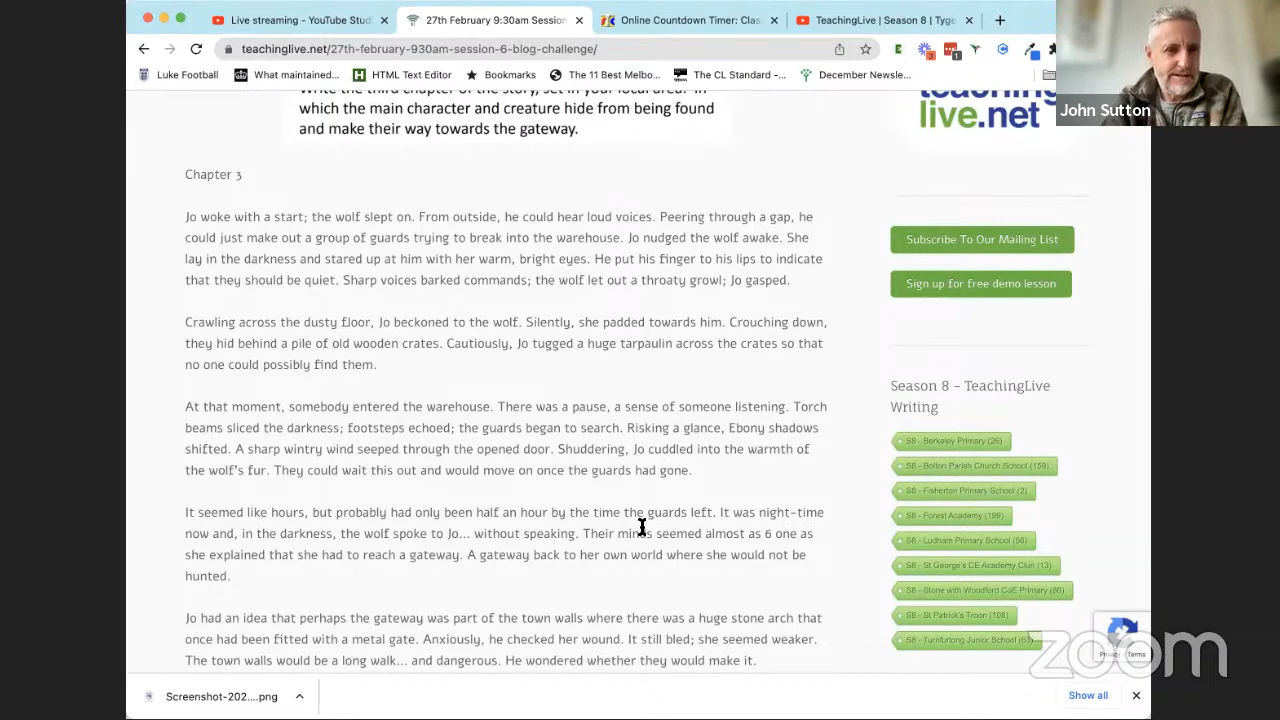 Live streaming - YouTube Stud
27th February 9:30am Session
Online Countdown Timer: Clas
TeachingLive | Season 8 | Tyge
teachinglive.net/27th-february-930am-session-6-blog-challenge/
Luke Football
What maintained...
HTML Text Editor
Bookmarks
The 11 Best Melbo...
The CL Standard -...
December Newsle...
John Sutton
Write the third chapter of the story, set in your local area? In
which the main character and creature hide from being found
and make their way towards the gateway.
teaching
live.net
Chapter 3
Jo woke with a start; the wolf slept on. From outside, he could hear loud voices. Peering through a gap, he
could just make out a group of guards trying to break into the warehouse. Jo nudged the wolf awake. She
lay in the darkness and stared up at him with her warm, bright eyes. He put his finger to his lips to indicate
that they should be quiet. Sharp voices barked commands; the wolf let out a throaty growl; Jo gasped.
Crawling across the dusty floor, Jo beckoned to the wolf. Silently, she padded towards him. Crouching down,
they hid behind a pile of old wooden crates. Cautiously, Jo tugged a huge tarpaulin across the crates so that
no one could possibly find them.
At that moment, somebody entered the warehouse. There was a pause, a sense of someone listening. Torch
beams sliced the darkness; footsteps echoed; the guards began to search. Risking a glance, Ebony shadows
shifted. A sharp wintry wind seeped through the opened door. Shuddering, Jo cuddled into the warmth of
the wolf's fur. They could wait this out and would move on once the guards had gone.
It seemed like hours, but probably had only been half an hour by the time the guards left. It was night-time
now and, in the darkness, the wolf spoke to Jo... without speaking. Their minds seemed almost as 6 one as
she explained that she had to reach a gateway. A gateway back to her own world where she would not be
hunted.
Jo had an idea that perhaps the gateway was part of the town walls where there was a huge stone arch that
once had been fitted with a metal gate. Anxiously, he checked her wound. It still bled; she seemed weaker.
The town walls would be a long walk... and dangerous. He wondered whether they would make it.
Subscribe To Our Mailing List
Sign up for free demo lesson
Season 8 – TeachingLive
Writing
S8 - Berkeley Primary (26)
S8 - Bolton Parish Church School (159)
S8 - Fisherton Primary School (2)
S8 - Forest Academy (199)
S8 - Ludham Primary School (56)
S8 - St George's CE Academy Clun (13)
S8 - Stone with Woodford CoE Primary (86)
S8 - St Patrick's Troon (108)
S8 - Turnfurlong Junior School (63)
Privacy - Terms
zoom
Screenshot-202....png
Show all